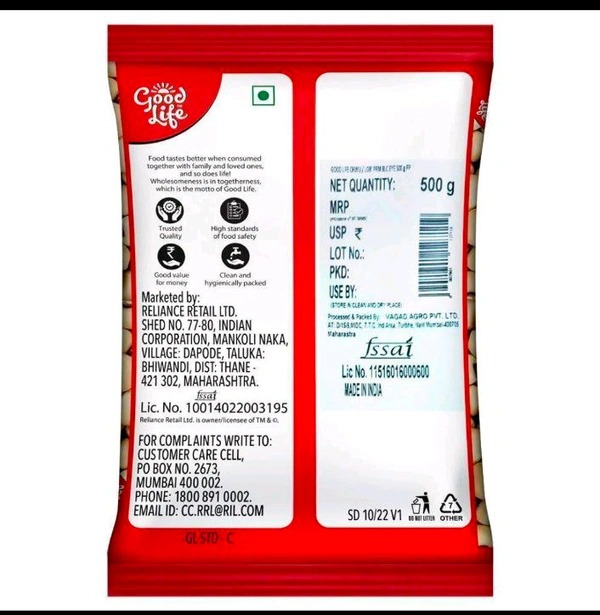 Good
Life
Food tastes better when consumed
together with family and loved ones,
and so does life!
Wholesomeness is in togetherness,
which is the motto of Good Life.
Trusted
Quality
High standards
of food safety
Good value
for money
Clean and
hygienically packed
Marketed by:
RELIANCE RETAIL LTD.
SHED NO. 77-80, INDIAN
CORPORATION, MANKOLI NAKA,
VILLAGE: DAPODE, TALUKA:
BHIWANDI, DIST: THANE -
421 302, MAHARASHTRA.
fssai
Lic. No. 10014022003195
Reliance Retail Ltd. is owner/licensee of TM & ©.
FOR COMPLAINTS WRITE TO:
CUSTOMER CARE CELL,
PO BOX NO. 2673,
MUMBAI 400 002.
PHONE: 1800 891 0002.
EMAIL ID: CC.RRL@RIL.COM
GL STD - C
NET QUANTITY: 500 g
MRP
USP ₹
LOT No.:
PKD:
USE BY:
(STORE IN CLEAN AND DRY PLACE)
Processed & Packed By: VAGAD AGRO PVT. LTD.
Maharashtra
fssai
Lic No. 11516016000600
MADE IN INDIA
SD 10/22 V1
DO NOT LITTER
7
OTHER